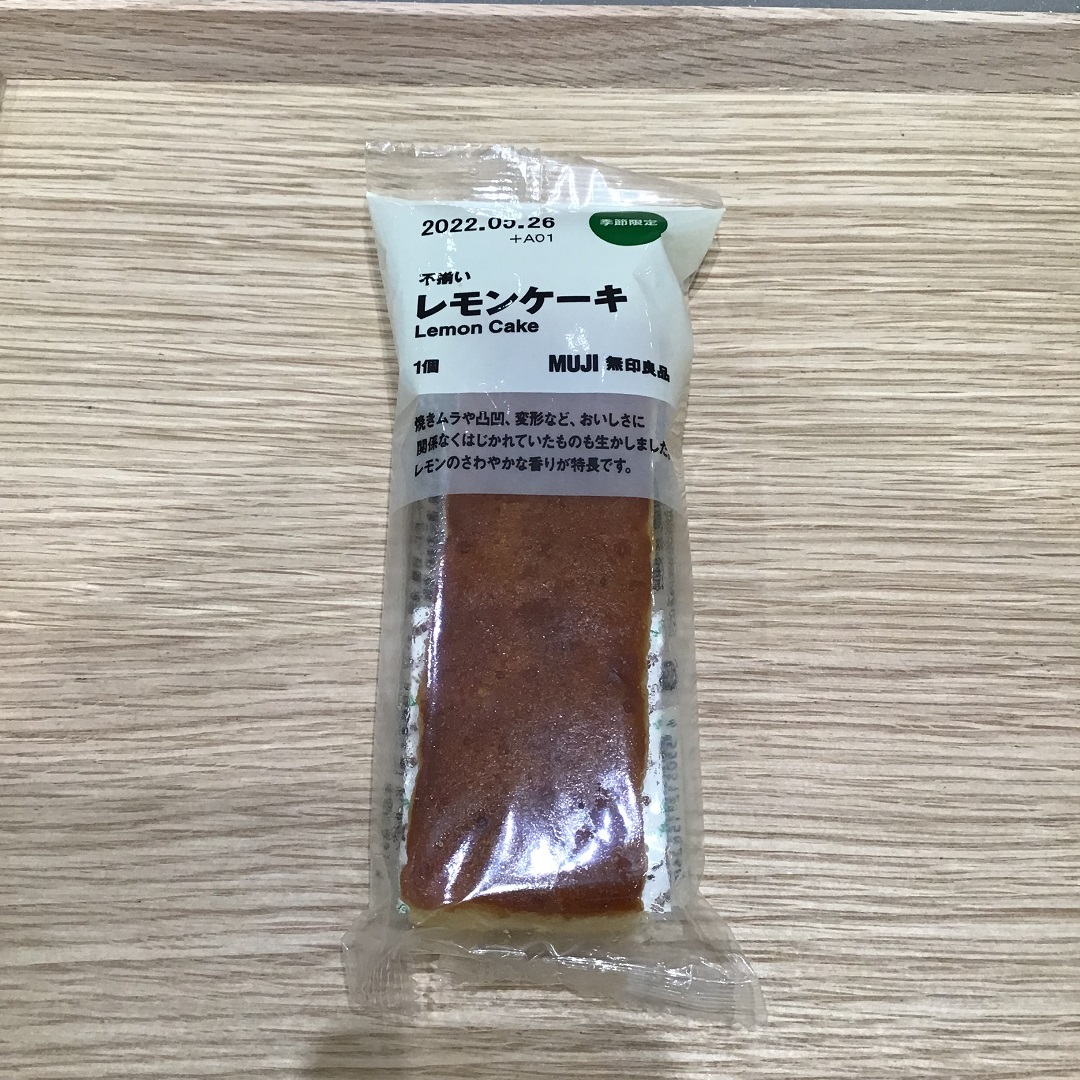 2022.05.26
+A01
季節限定
不揃い
レモンケーキ
Lemon Cake
1個
MUJI 無印良品
焼きムラや凸凹、変形など、おいしさに
関係なくはじかれていたものも生かしました。
レモンのさわやかな香りが特長です。